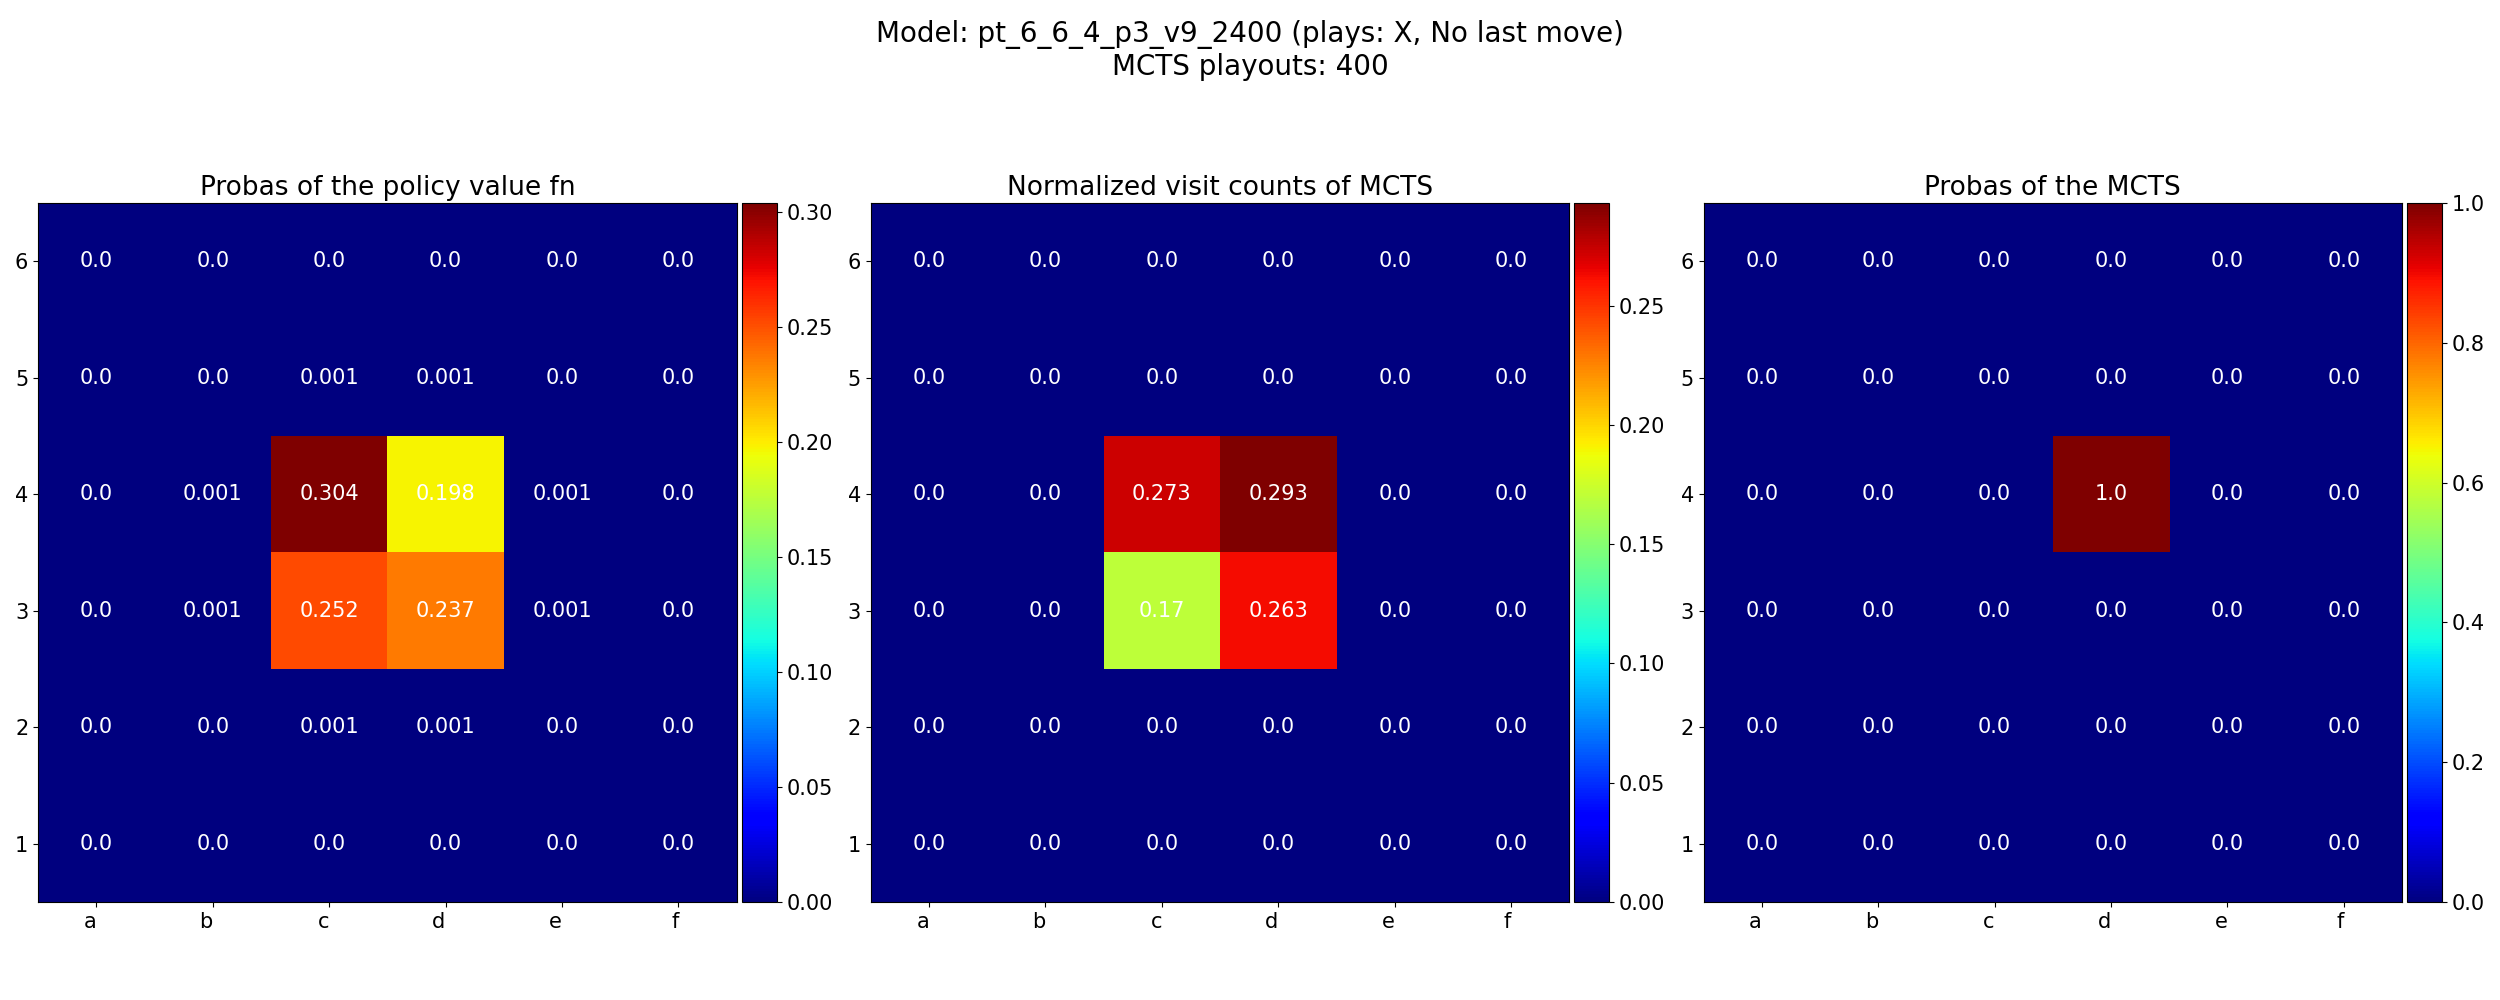 Model: pt_6_6_4_p3_v9_2400 (plays: X, No last move)
MCTS playouts: 400
Probas of the policy value fn
6 0.0 0.0 0.0 0.0 0.0 0.0
5 0.0 0.0 0.001 0.001 0.0 0.0
4 0.0 0.001 0.304 0.198 0.001 0.0
3 0.0 0.001 0.252 0.237 0.001 0.0
2 0.0 0.0 0.001 0.001 0.0 0.0
1 0.0 0.0 0.0 0.0 0.0 0.0
a b c d e f
0.30
0.25
0.20
0.15
0.10
0.05
0.00
Normalized visit counts of MCTS
6 0.0 0.0 0.0 0.0 0.0 0.0
5 0.0 0.0 0.0 0.0 0.0 0.0
4 0.0 0.0 0.273 0.293 0.0 0.0
3 0.0 0.0 0.17 0.263 0.0 0.0
2 0.0 0.0 0.0 0.0 0.0 0.0
1 0.0 0.0 0.0 0.0 0.0 0.0
a b c d e f
0.25
0.20
0.15
0.10
0.05
0.00
Probas of the MCTS
6 0.0 0.0 0.0 0.0 0.0 0.0
5 0.0 0.0 0.0 0.0 0.0 0.0
4 0.0 0.0 0.0 1.0 0.0 0.0
3 0.0 0.0 0.0 0.0 0.0 0.0
2 0.0 0.0 0.0 0.0 0.0 0.0
1 0.0 0.0 0.0 0.0 0.0 0.0
a b c d e f
1.0
0.8
0.6
0.4
0.2
0.0